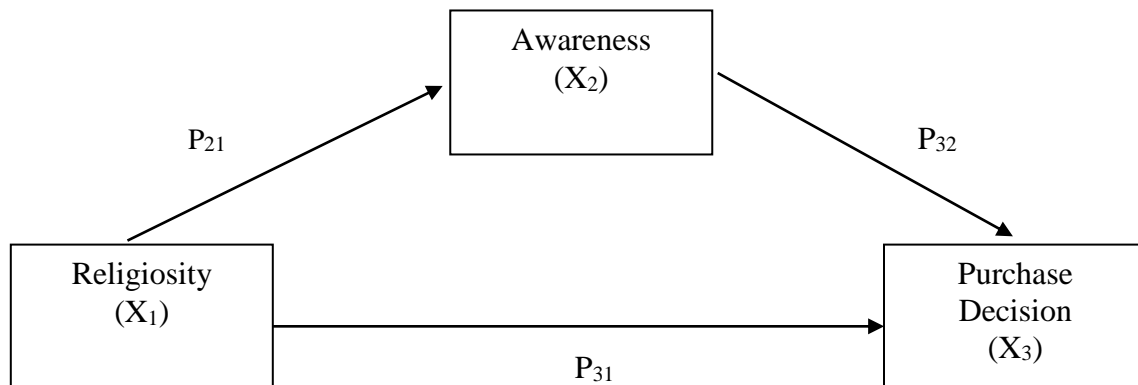 Awareness
(X₂)
P₂₁
P₃₂
Religiosity
(X₁)
Purchase
Decision
(X₃)
P₃₁